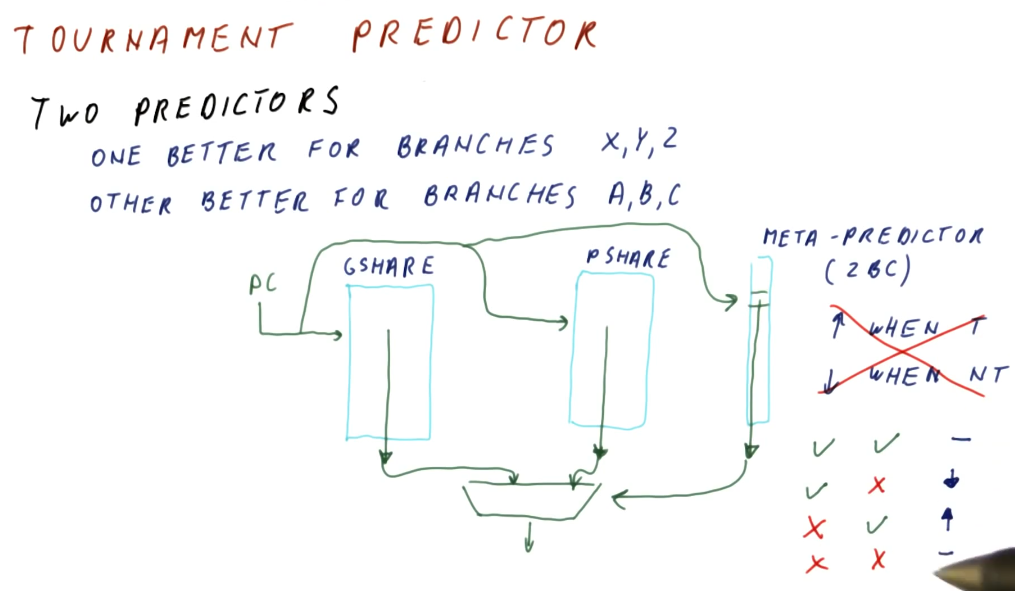 TOURNAMENT PREDICTOR
TWO PREDICTORS
ONE BETTER FOR BRANCHES X,Y,Z
OTHER BETTER FOR BRANCHES A,B,C
PC
GSHARE
PSHARE
META-PREDICTOR
(2BC)
↑ WHEN T
↓ WHEN NT
✓ ✓ –
✓ X ↓
X ✓ ↑
X X –